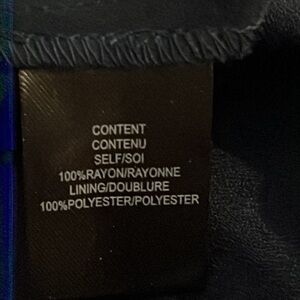 CONTENT
CONTENU
SELF/SOI
100%RAYON/RAYONNE
LINING/DOUBLURE
100%POLYESTER/POLYESTER